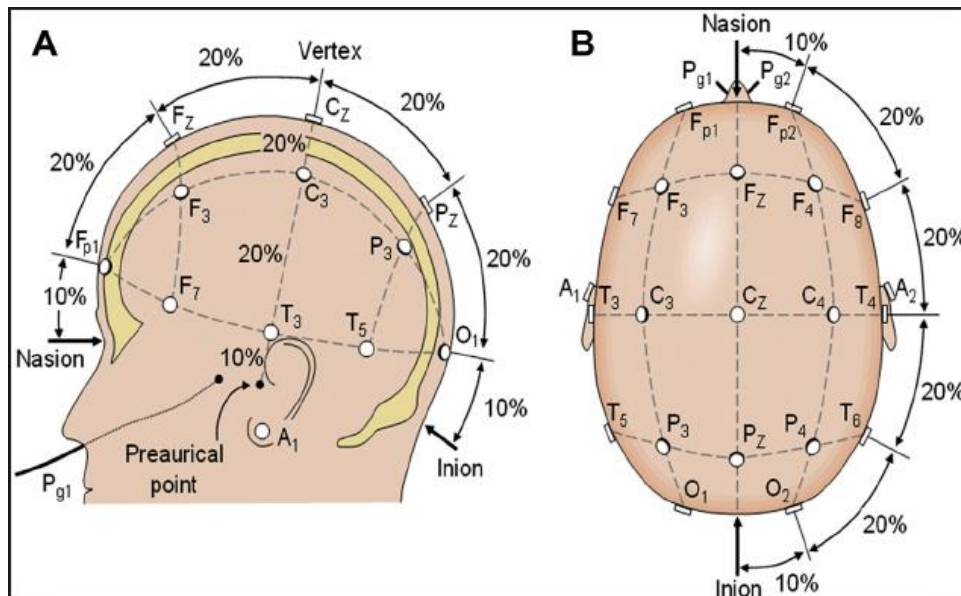 A
20%
Vertex
FZ
CZ
20%
20%
20%
F3
C3
PZ
Fp1
P3
20%
20%
10%
F7
T3
T5
O1
Nasion
10%
10%
A1
Preaurical
point
Inion
Pg1
B
Nasion
10%
Pg1
Pg2
20%
Fp1
Fp2
F7
F3
FZ
F4
F8
20%
A1
T3
C3
CZ
C4
T4
A2
20%
T5
P3
PZ
P4
T6
O1
O2
20%
Inion
10%